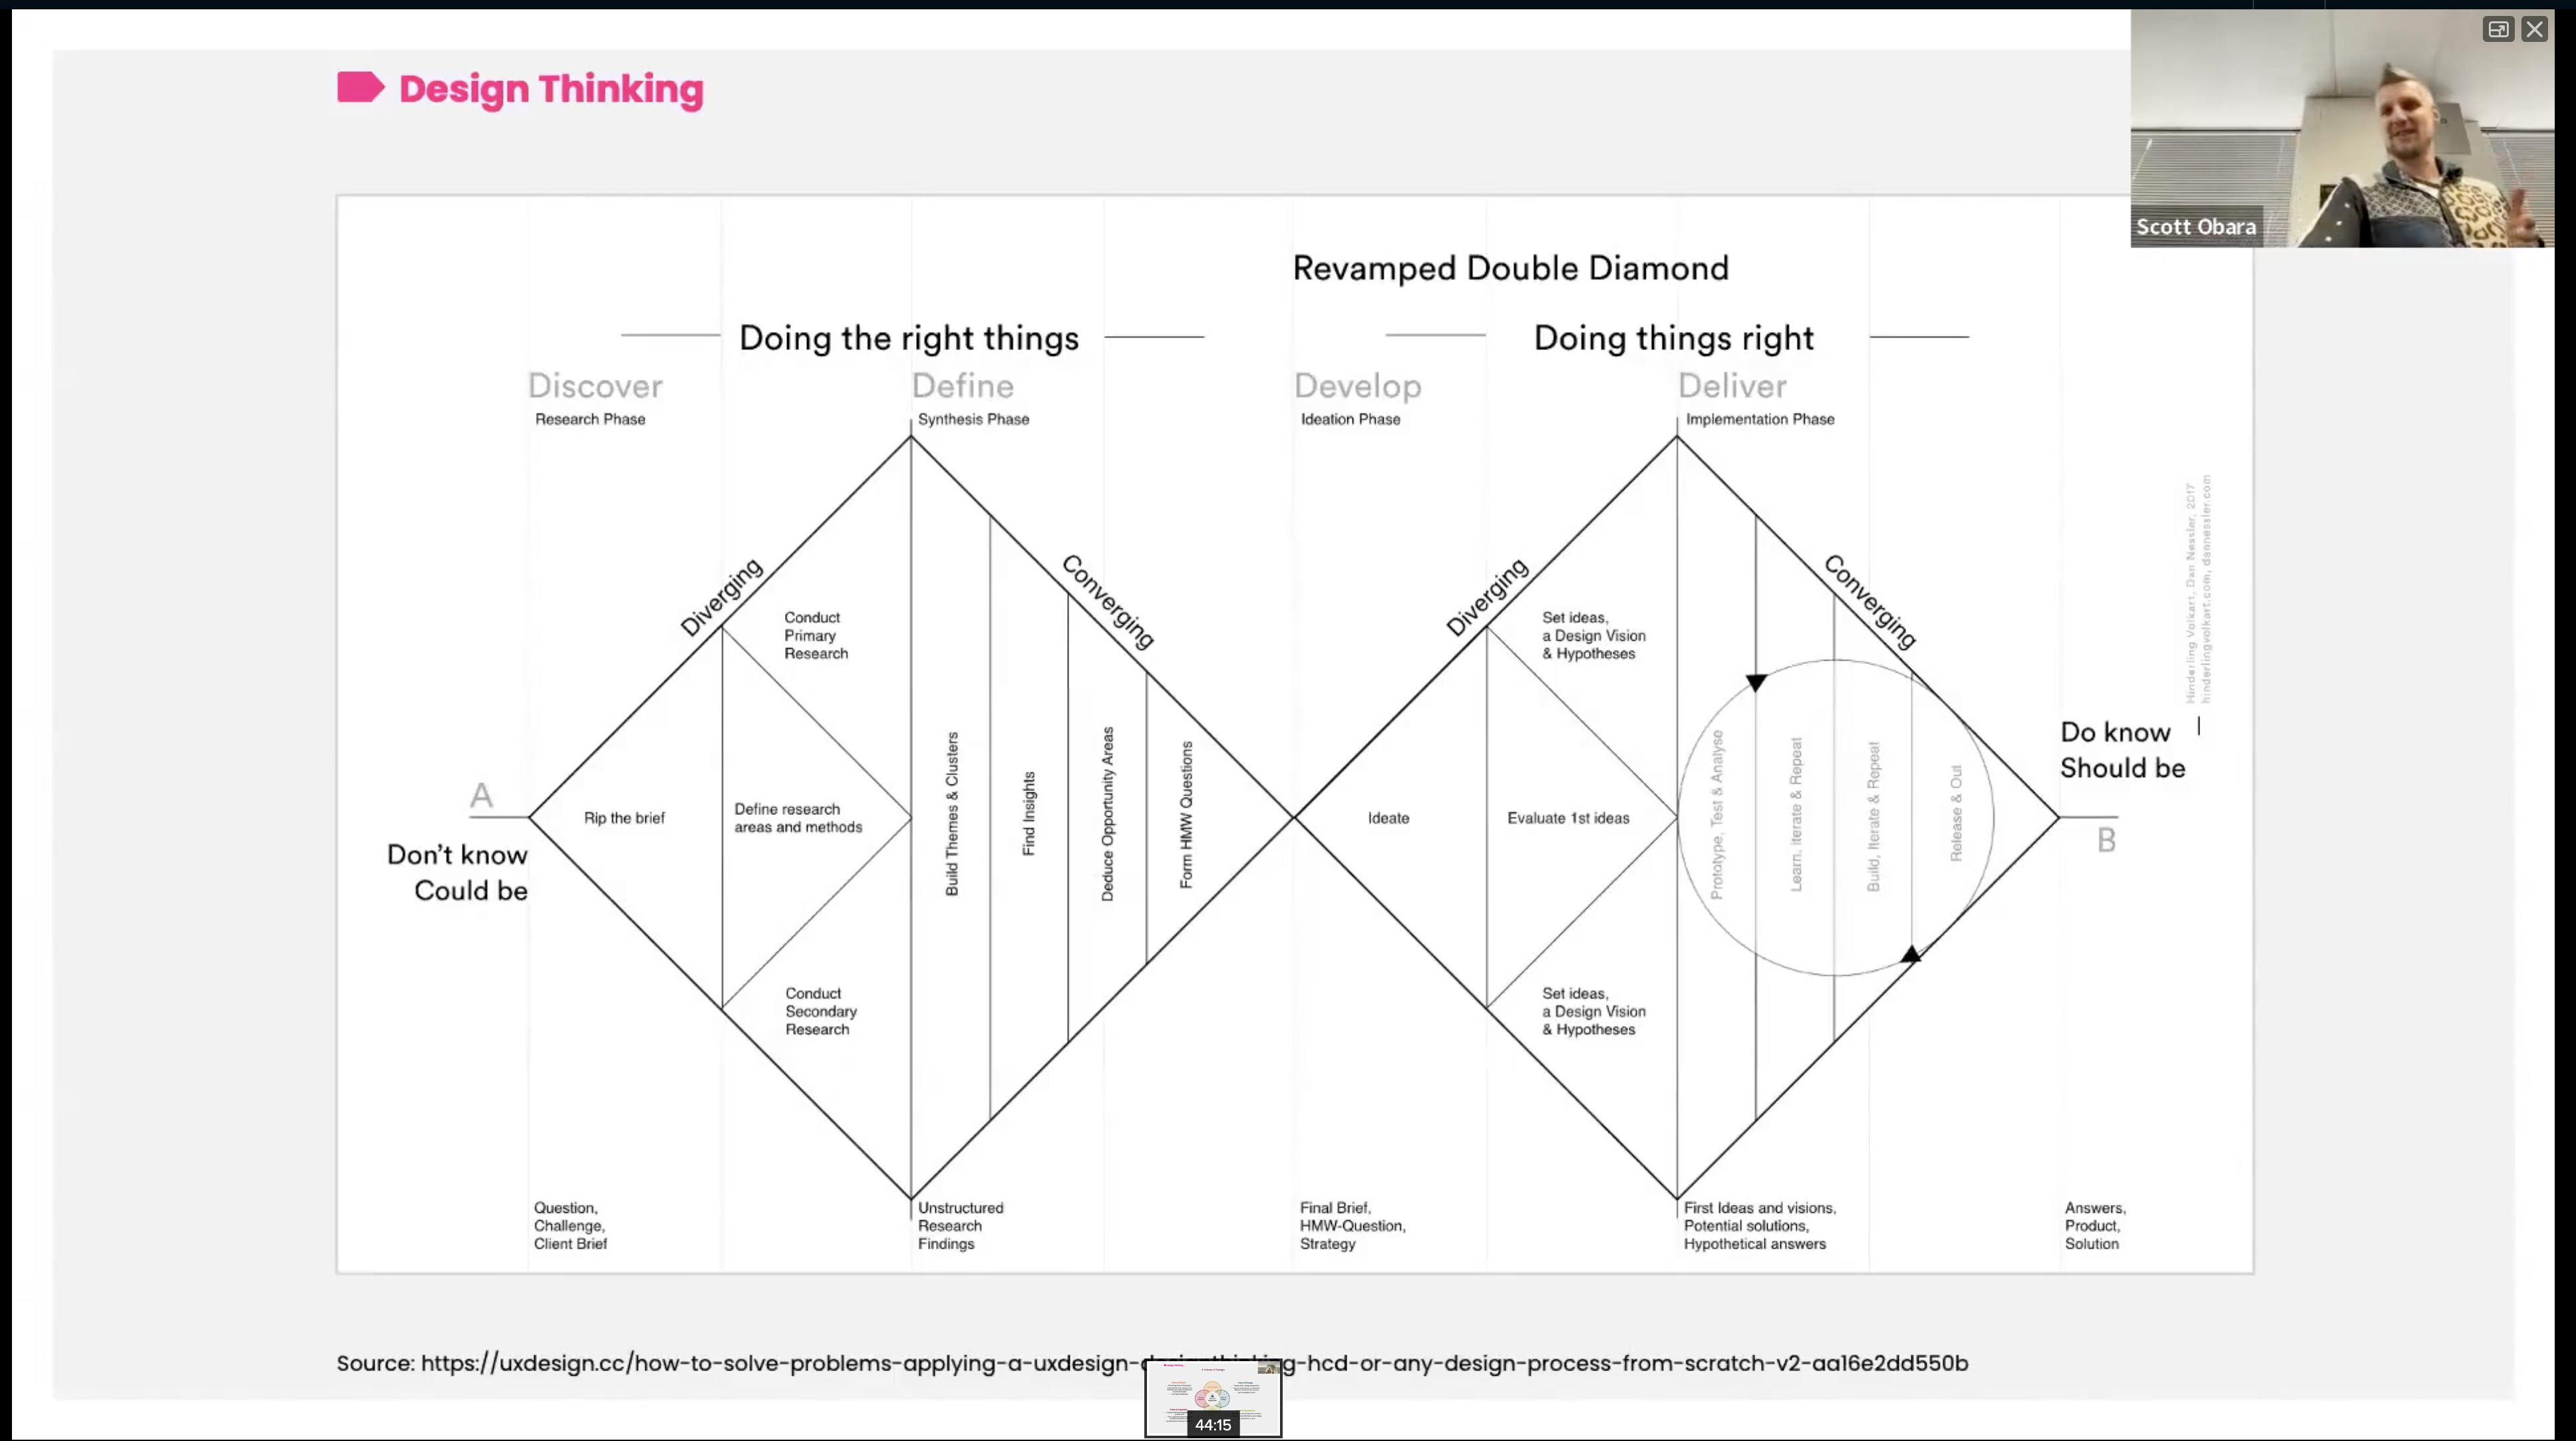 Design Thinking
Scott Obara
Revamped Double Diamond
Doing the right things
Doing things right
Discover
Research Phase
Define
Synthesis Phase
Develop
Ideation Phase
Deliver
Implementation Phase
Diverging
Converging
Diverging
Converging
Conduct
Primary
Research
Set ideas,
a Design Vision
& Hypotheses
Hinderling Volkart, Dan Nessler, 2017
hinderlingvolkart.com, dannessler.com
A
Don't know
Could be
Rip the brief
Define research
areas and methods
Build Themes & Clusters
Find Insights
Deduce Opportunity Areas
Form HMW Questions
Ideate
Evaluate 1st ideas
Prototype, Test & Analyse
Learn, iterate & Repeat
Build, Iterate & Repeat
Release & Out
Do know
Should be
B
Conduct
Secondary
Research
Set ideas,
a Design Vision
& Hypotheses
Question,
Challenge,
Client Brief
Unstructured
Research
Findings
Final Brief,
HMW-Question,
Strategy
First Ideas and visions,
Potential solutions,
Hypothetical answers
Answers,
Product,
Solution
Source: https://uxdesign.cc/how-to-solve-problems-applying-a-uxdesign-designthinking-hcd-or-any-design-process-from-scratch-v2-aa16e2dd550b
44:15